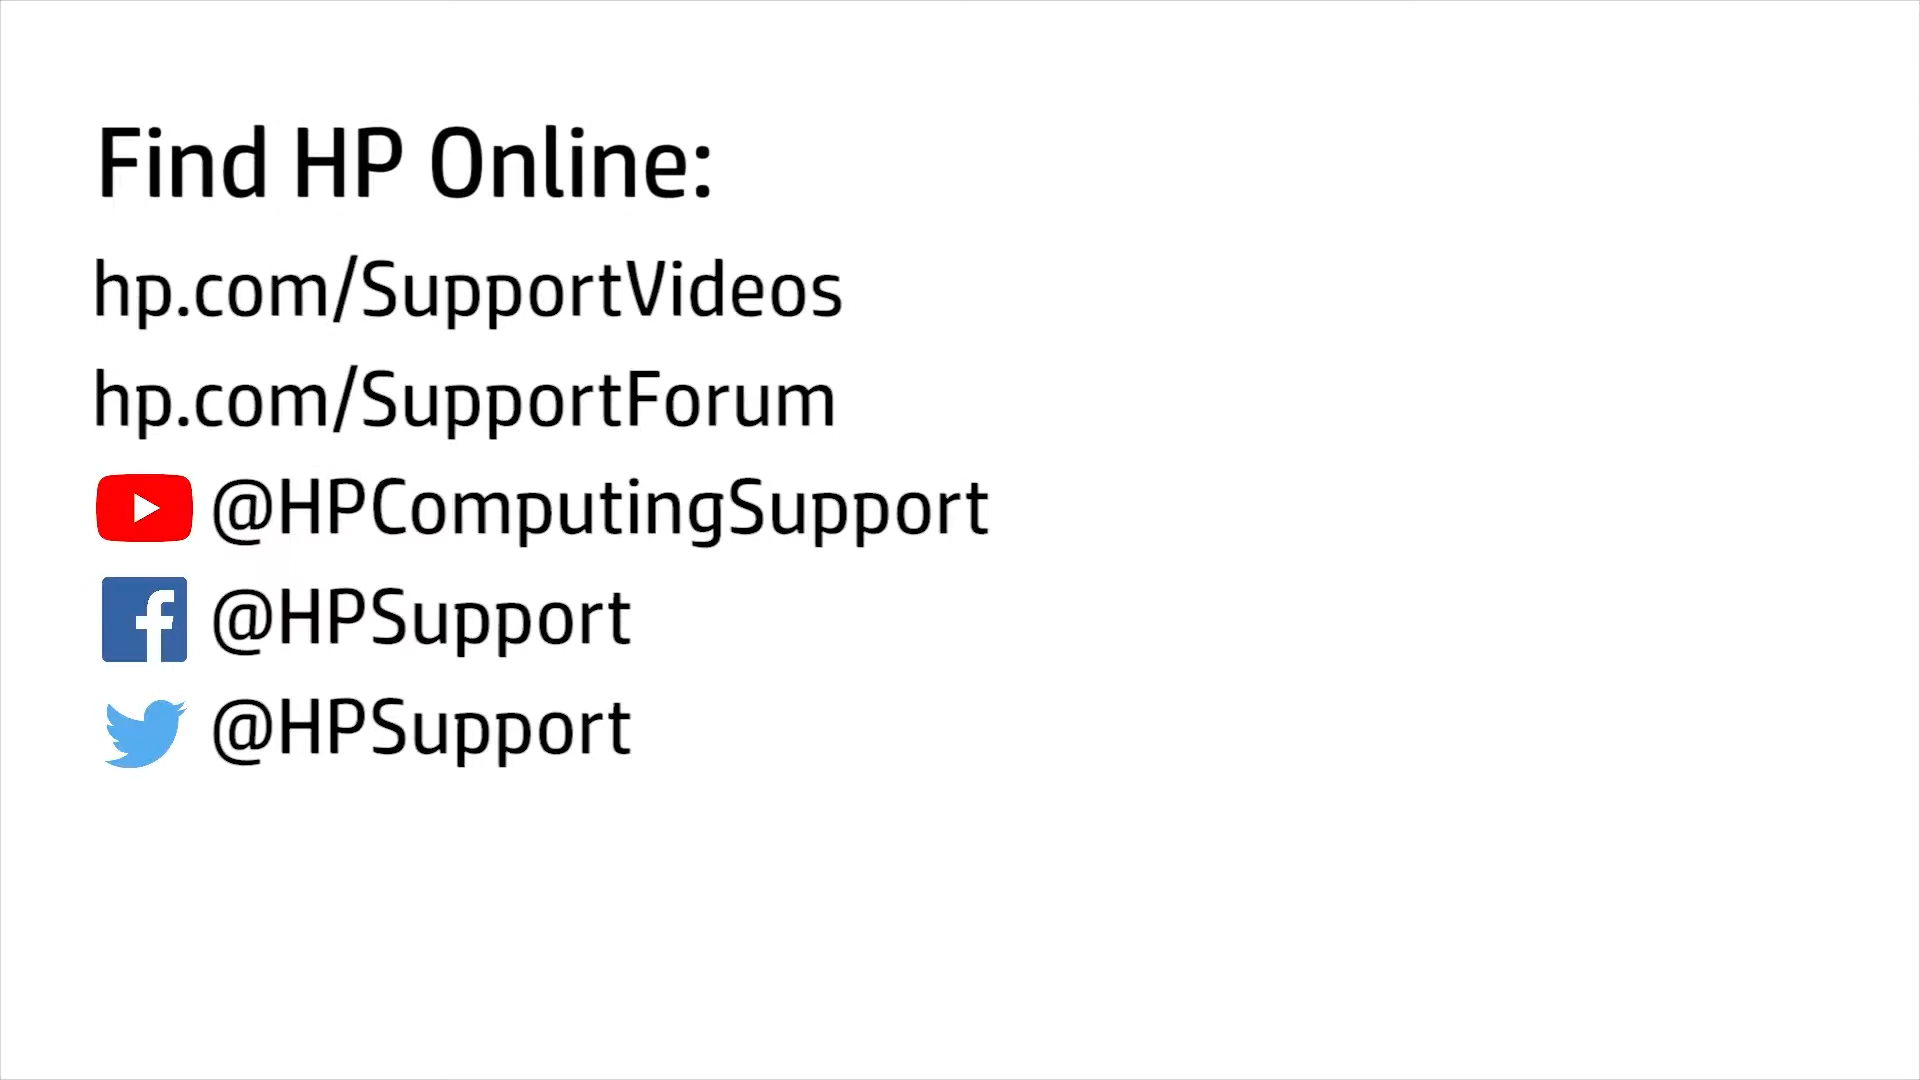 Find HP Online:
hp.com/SupportVideos
hp.com/SupportForum
@HPComputingSupport
@HPSupport
@HPSupport